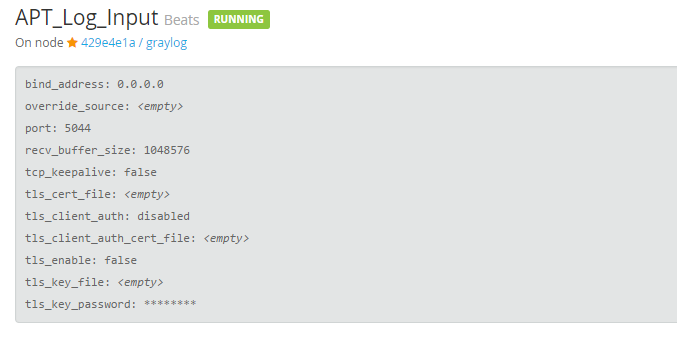 APT_Log_Input Beats RUNNING
On node 429e4e1a / graylog
bind_address: 0.0.0.0
override_source: <empty>
port: 5044
recv_buffer_size: 1048576
tcp_keepalive: false
tls_cert_file: <empty>
tls_client_auth: disabled
tls_client_auth_cert_file: <empty>
tls_enable: false
tls_key_file: <empty>
tls_key_password: ********